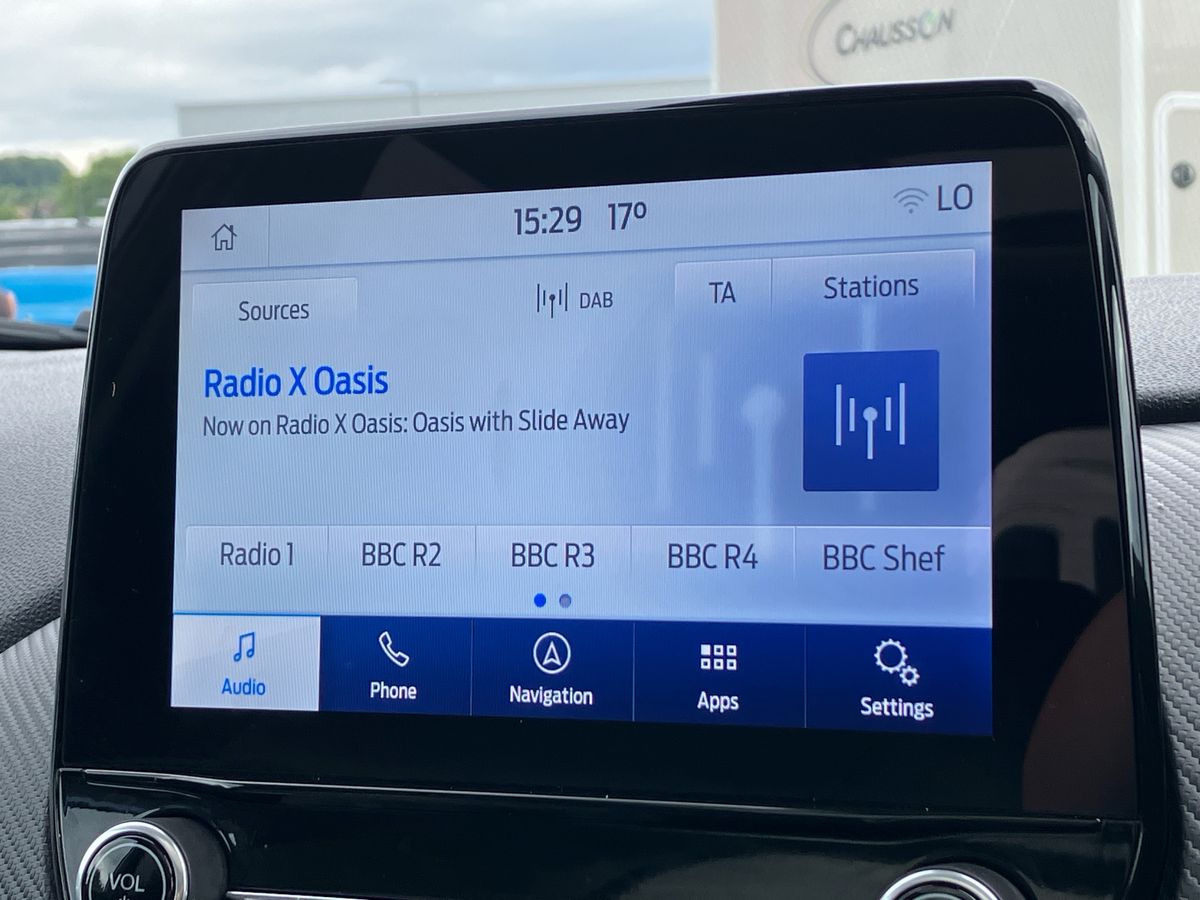 CHAUSSON
15:29 17º LO
Sources DAB TA Stations
Radio X Oasis
Now on Radio X Oasis: Oasis with Slide Away
Radio 1 BBC R2 BBC R3 BBC R4 BBC Shef
Audio Phone Navigation Apps Settings
VOL